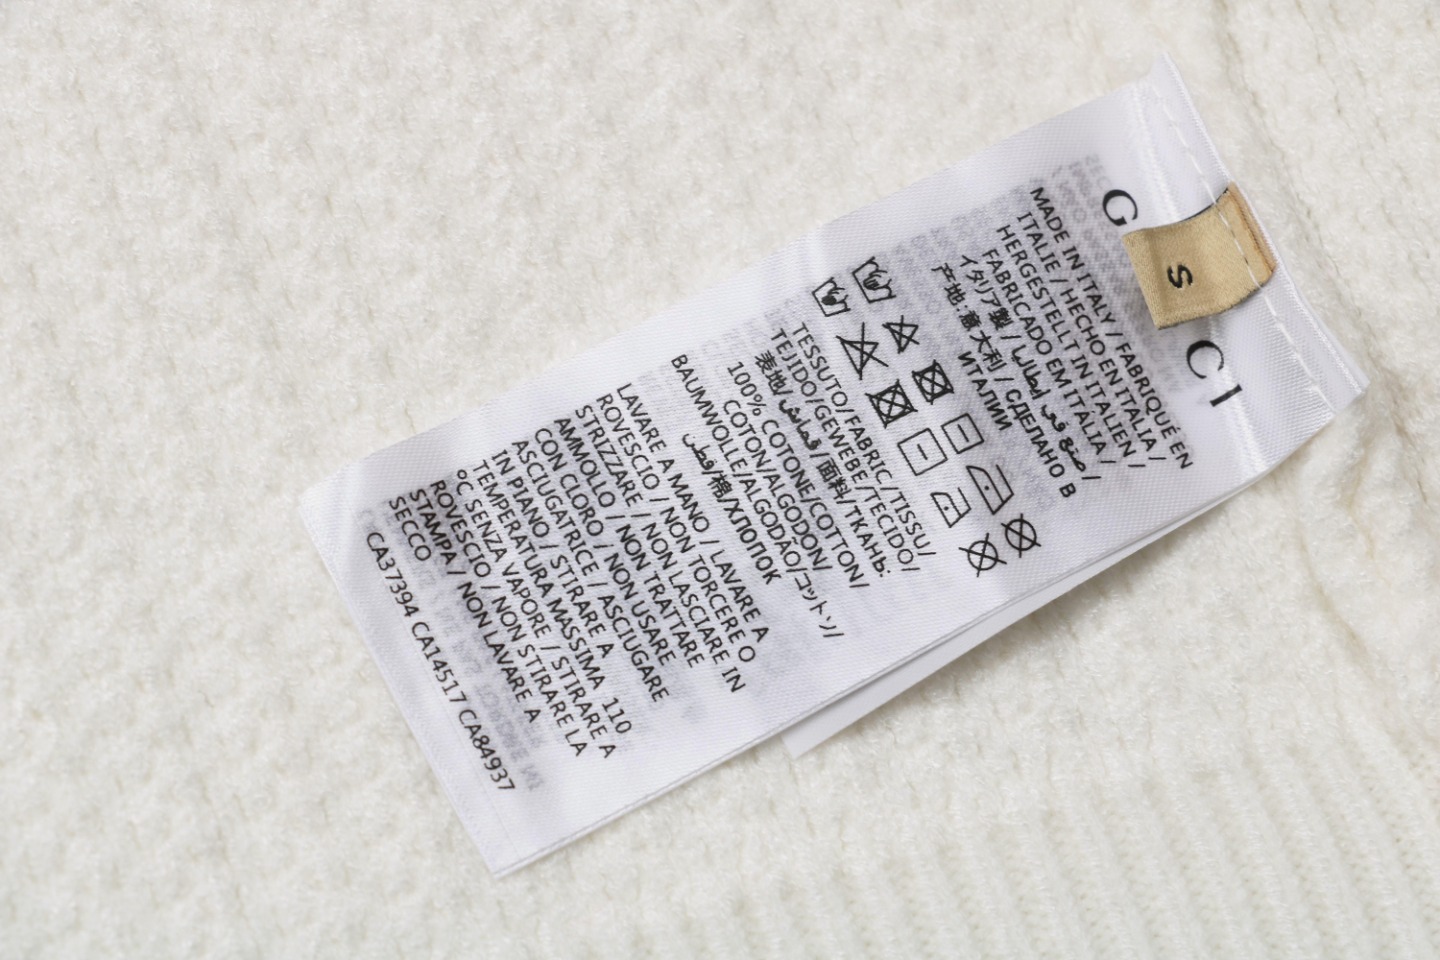 G CI
S
MADE IN ITALY / FABRIQUÉ EN
ITALIE / HECHO EN ITALIA /
HERGESTELLT IN ITALIEN /
FABRICADO EM ITALIA /
イタリア製 / صنع في ايطاليا /
产地:意大利 / СДЕЛАНО В
ИТАЛИИ
TESSUTO/FABRIC/TISSU/
TEJIDO/GEWEBE/TECIDO/
表地/قماش/面料/ТКАНЬ:
100% COTONE/COTTON/
COTON/ALGODON/
BAUMWOLLE/ALGODÃO/コットン/
قطن/棉/ХЛОПОК
LAVARE A MANO / LAVARE A
ROVESCIO / NON TORCERE O
STRIZZARE / NON LASCIARE IN
AMMOLLO / NON TRATTARE
CON CLORO / NON USARE
ASCIUGATRICE / ASCIUGARE
IN PIANO / STIRARE A
TEMPERATURA MASSIMA 110
°C SENZA VAPORE / STIRARE A
ROVESCIO / NON STIRARE LA
STAMPA / NON LAVARE A
SECCO
CA37394 CA14517 CA84937